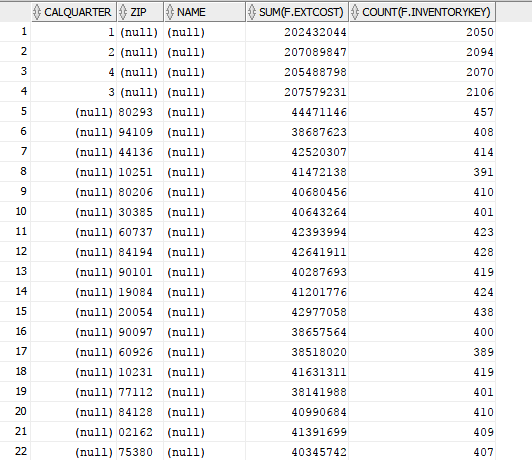 CALQUARTER ZIP NAME SUM(F.EXTCOST) COUNT(F.INVENTORYKEY)
1 1 (null) (null) 202432044 2050
2 2 (null) (null) 207089847 2094
3 4 (null) (null) 205488798 2070
4 3 (null) (null) 207579231 2106
5 (null) 80293 (null) 44471146 457
6 (null) 94109 (null) 38687623 408
7 (null) 44136 (null) 42520307 414
8 (null) 10251 (null) 41472138 391
9 (null) 80206 (null) 40680456 410
10 (null) 30385 (null) 40643264 401
11 (null) 60737 (null) 42393994 423
12 (null) 84194 (null) 42641911 428
13 (null) 90101 (null) 40287693 419
14 (null) 19084 (null) 41201776 424
15 (null) 20054 (null) 42977058 438
16 (null) 90097 (null) 38657564 400
17 (null) 60926 (null) 38518020 389
18 (null) 10231 (null) 41631311 419
19 (null) 77112 (null) 38141988 401
20 (null) 84128 (null) 40990684 410
21 (null) 02162 (null) 41391699 409
22 (null) 75380 (null) 40345742 407